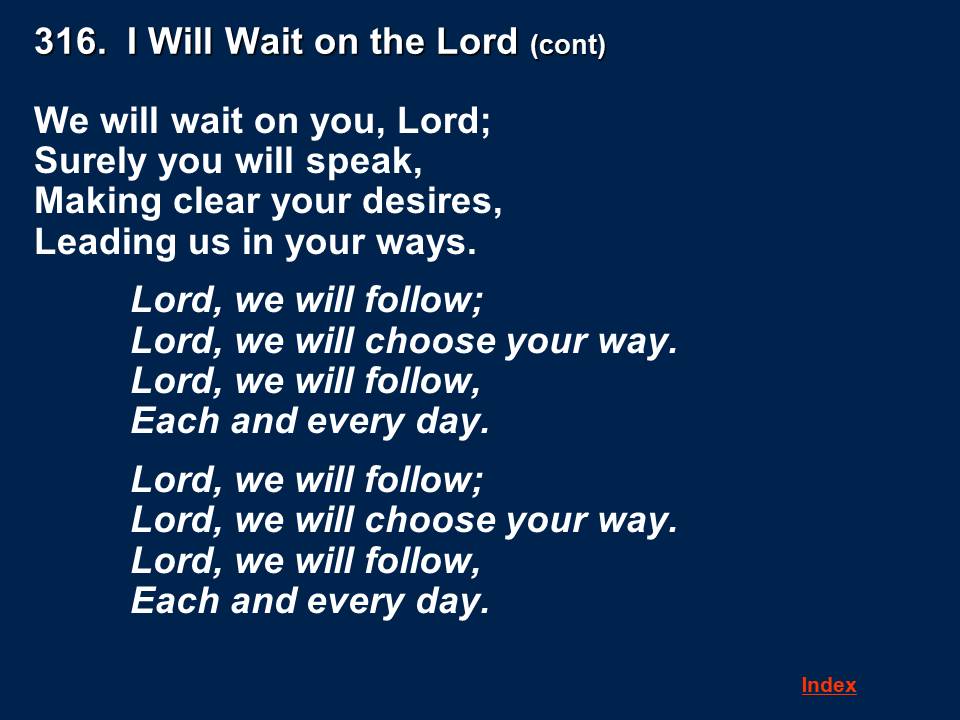 316. I Will Wait on the Lord (cont)
We will wait on you, Lord;
Surely you will speak,
Making clear your desires,
Leading us in your ways.
Lord, we will follow;
Lord, we will choose your way.
Lord, we will follow,
Each and every day.
Lord, we will follow;
Lord, we will choose your way.
Lord, we will follow,
Each and every day.
Index